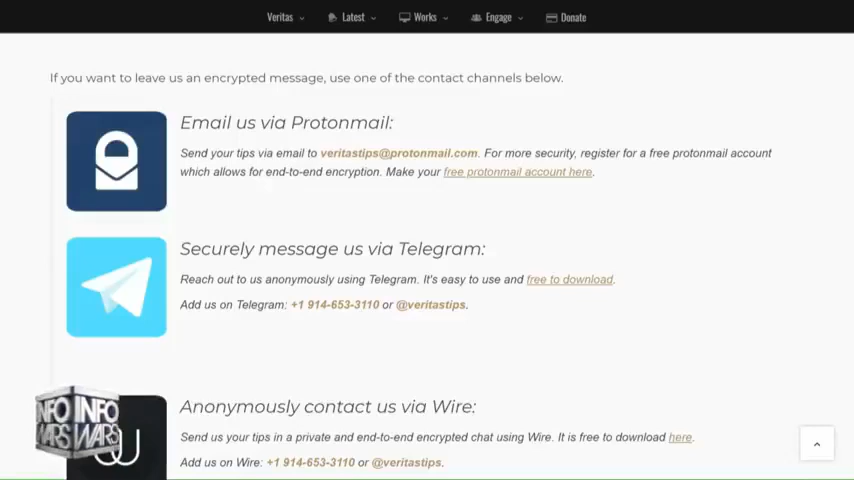 Veritas Latest Works Engage Donate
If you want to leave us an encrypted message, use one of the contact channels below.
Email us via Protonmail:
Send your tips via email to veritastips@protonmail.com. For more security, register for a free protonmail account
which allows for end-to-end encryption. Make your free protonmail account here.
Securely message us via Telegram:
Reach out to us anonymously using Telegram. It's easy to use and free to download.
Add us on Telegram: +1 914-653-3110 or @veritastips.
Anonymously contact us via Wire:
INFO INFO
WARS WARS
Send us your tips in a private and end-to-end encrypted chat using Wire. It is free to download here.
Add us on Wire: +1 914-653-3110 or @veritastips.